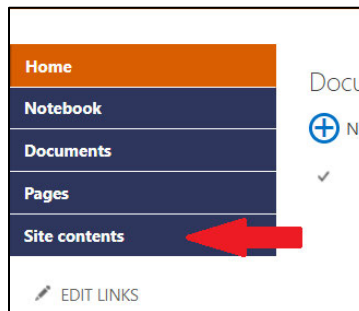 Home
Notebook
Documents
Pages
Site contents
EDIT LINKS